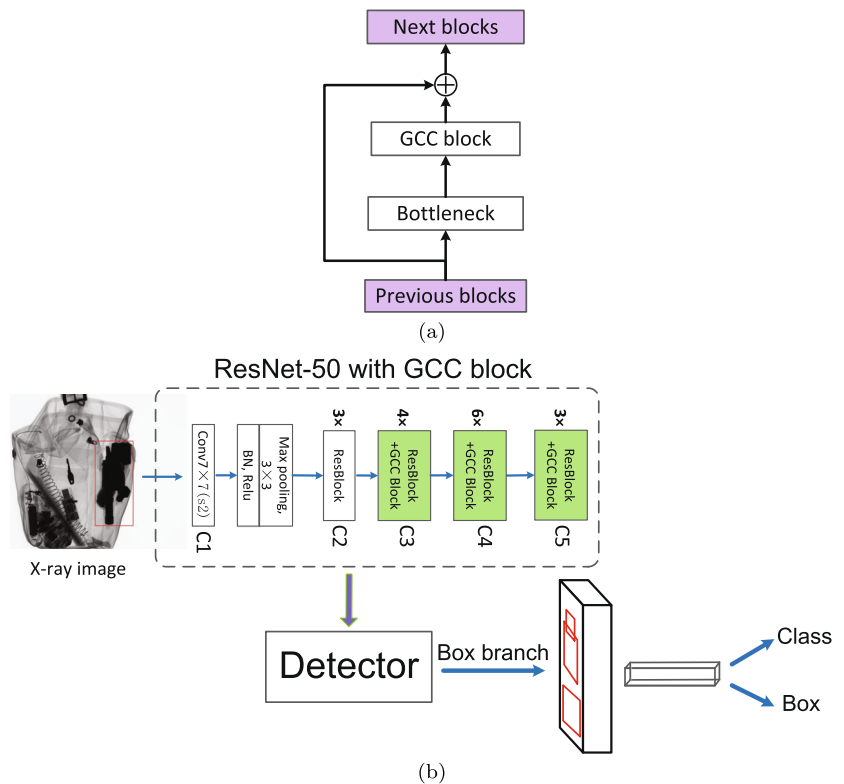 Next blocks
GCC block
Bottleneck
Previous blocks
(a)
ResNet-50 with GCC block
Conv7×7(s2)
C1
BN, Relu
Max pooling,
3×3
3×
ResBlock
C2
4×
ResBlock
+GCC Block
C3
6×
ResBlock
+GCC Block
C4
3×
ResBlock
+GCC Block
C5
X-ray image
Detector
Box branch
Class
Box
(b)